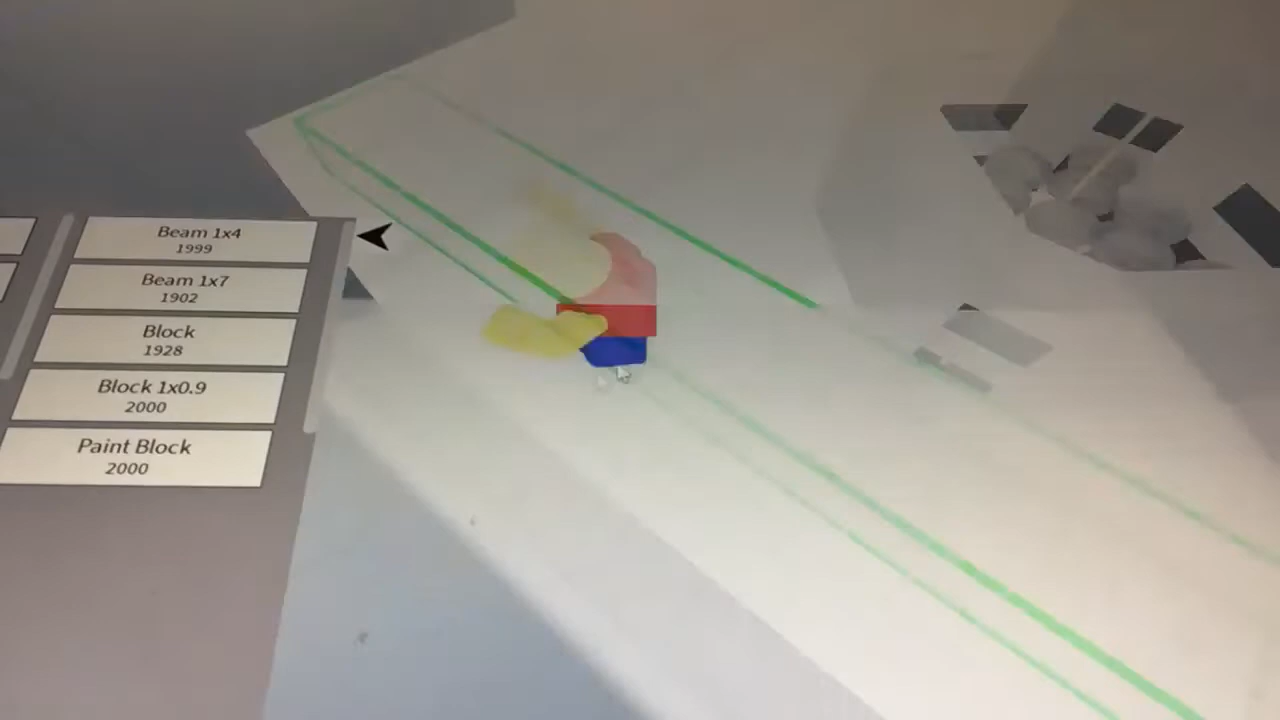 Beam 1x4
1999
Beam 1x7
1902
Block
1928
Block 1x0.9
2000
Paint Block
2000